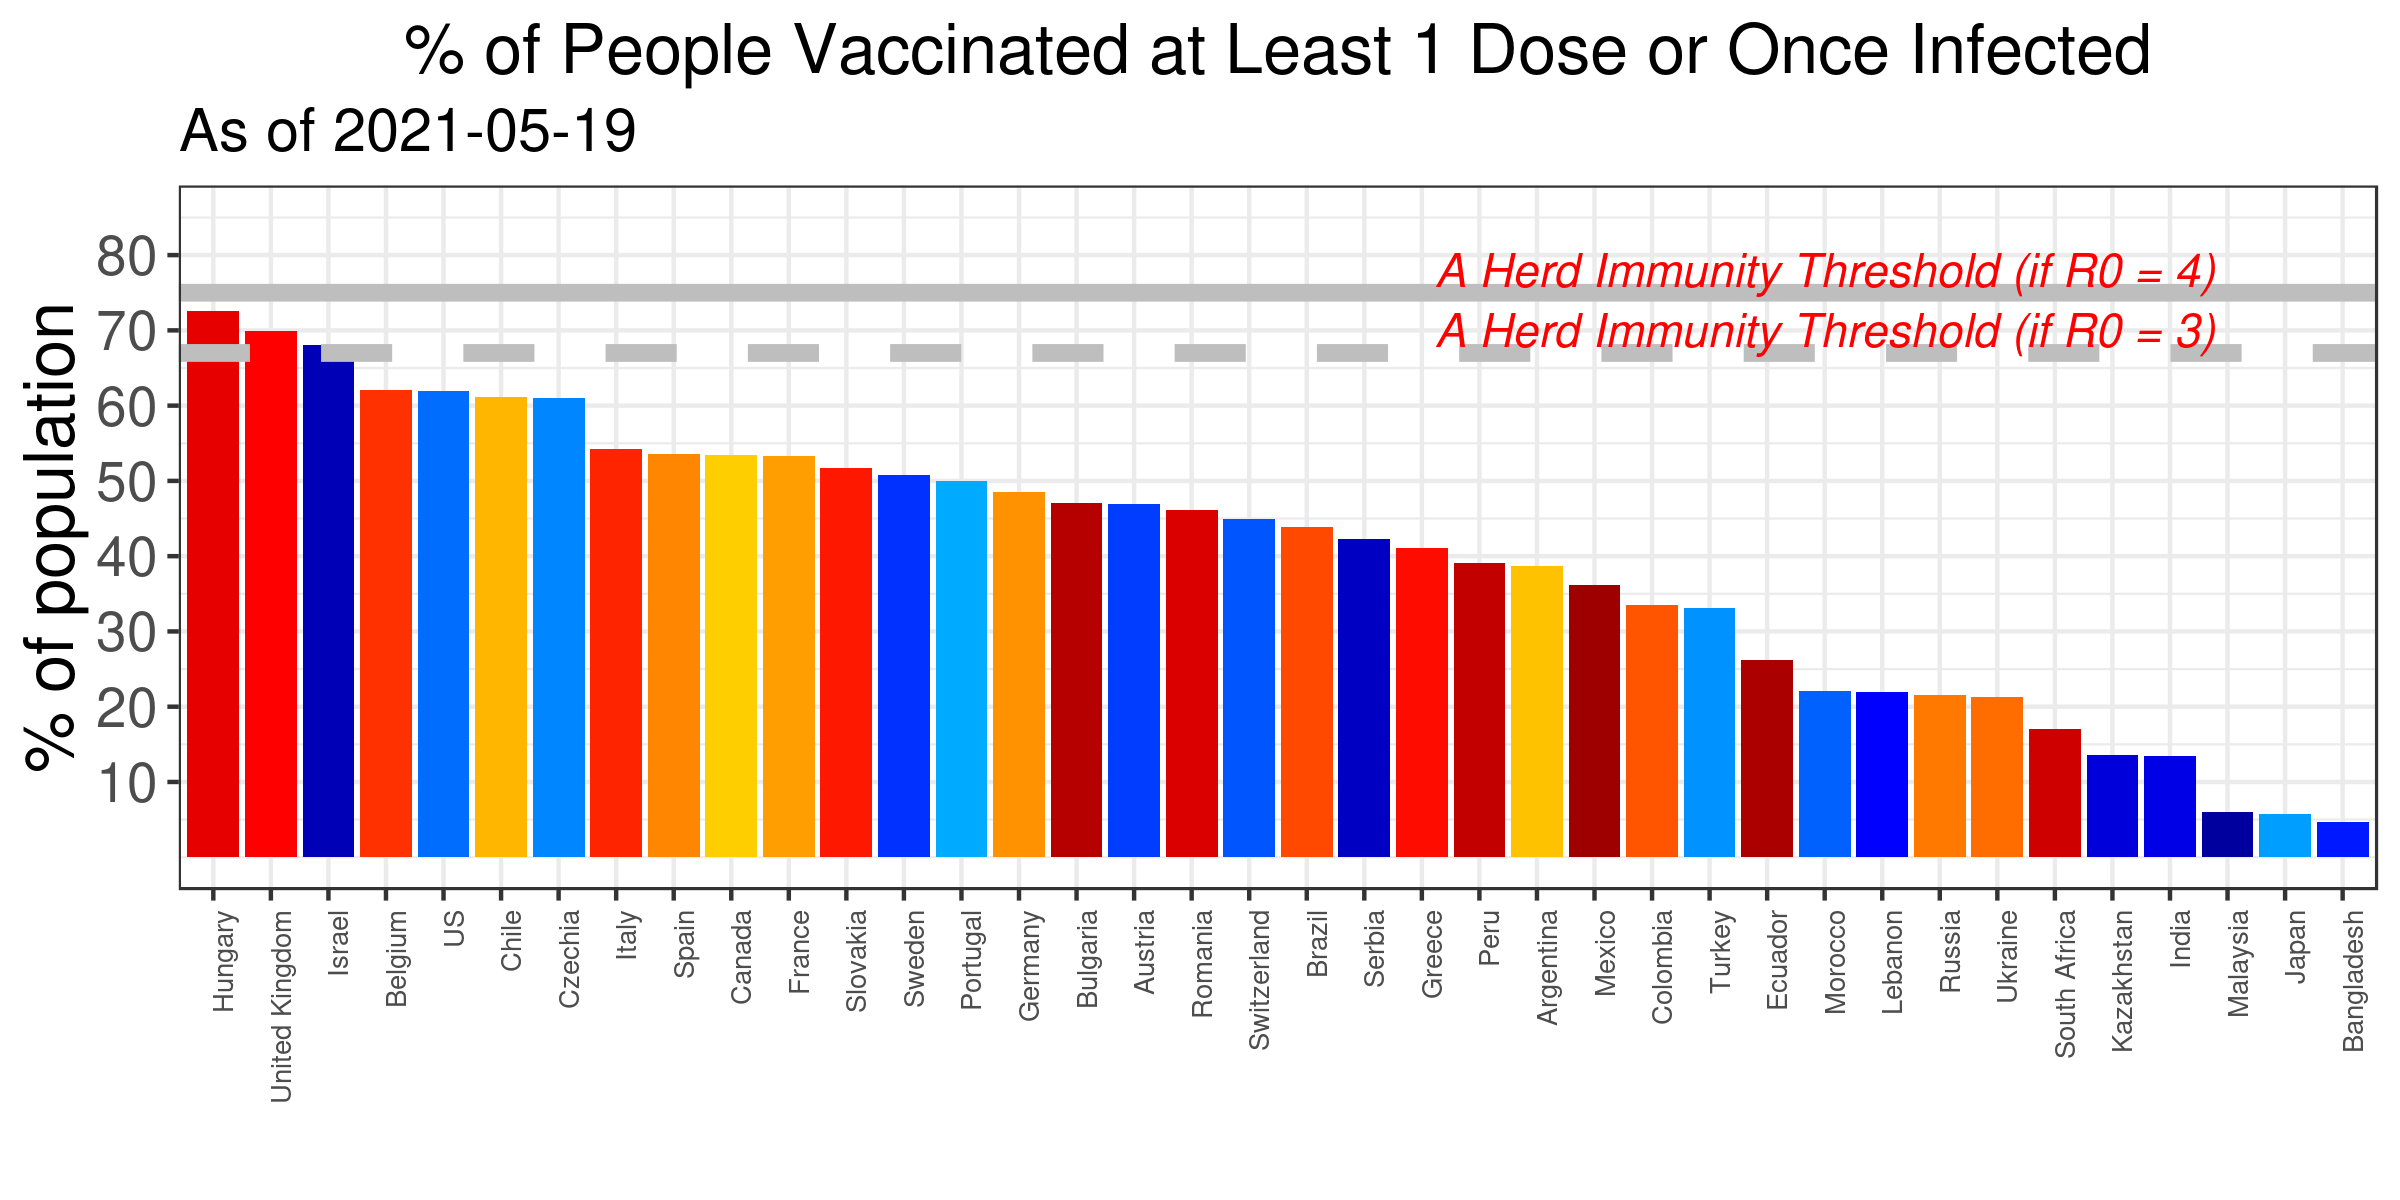 % of People Vaccinated at Least 1 Dose or Once Infected
As of 2021-05-19
% of population
80
70
60
50
40
30
20
10
A Herd Immunity Threshold (if R0 = 4)
A Herd Immunity Threshold (if R0 = 3)
Hungary
United Kingdom
Israel
Belgium
US
Chile
Czechia
Italy
Spain
Canada
France
Slovakia
Sweden
Portugal
Germany
Bulgaria
Austria
Romania
Switzerland
Brazil
Serbia
Greece
Peru
Argentina
Mexico
Colombia
Turkey
Ecuador
Morocco
Lebanon
Russia
Ukraine
South Africa
Kazakhstan
India
Malaysia
Japan
Bangladesh